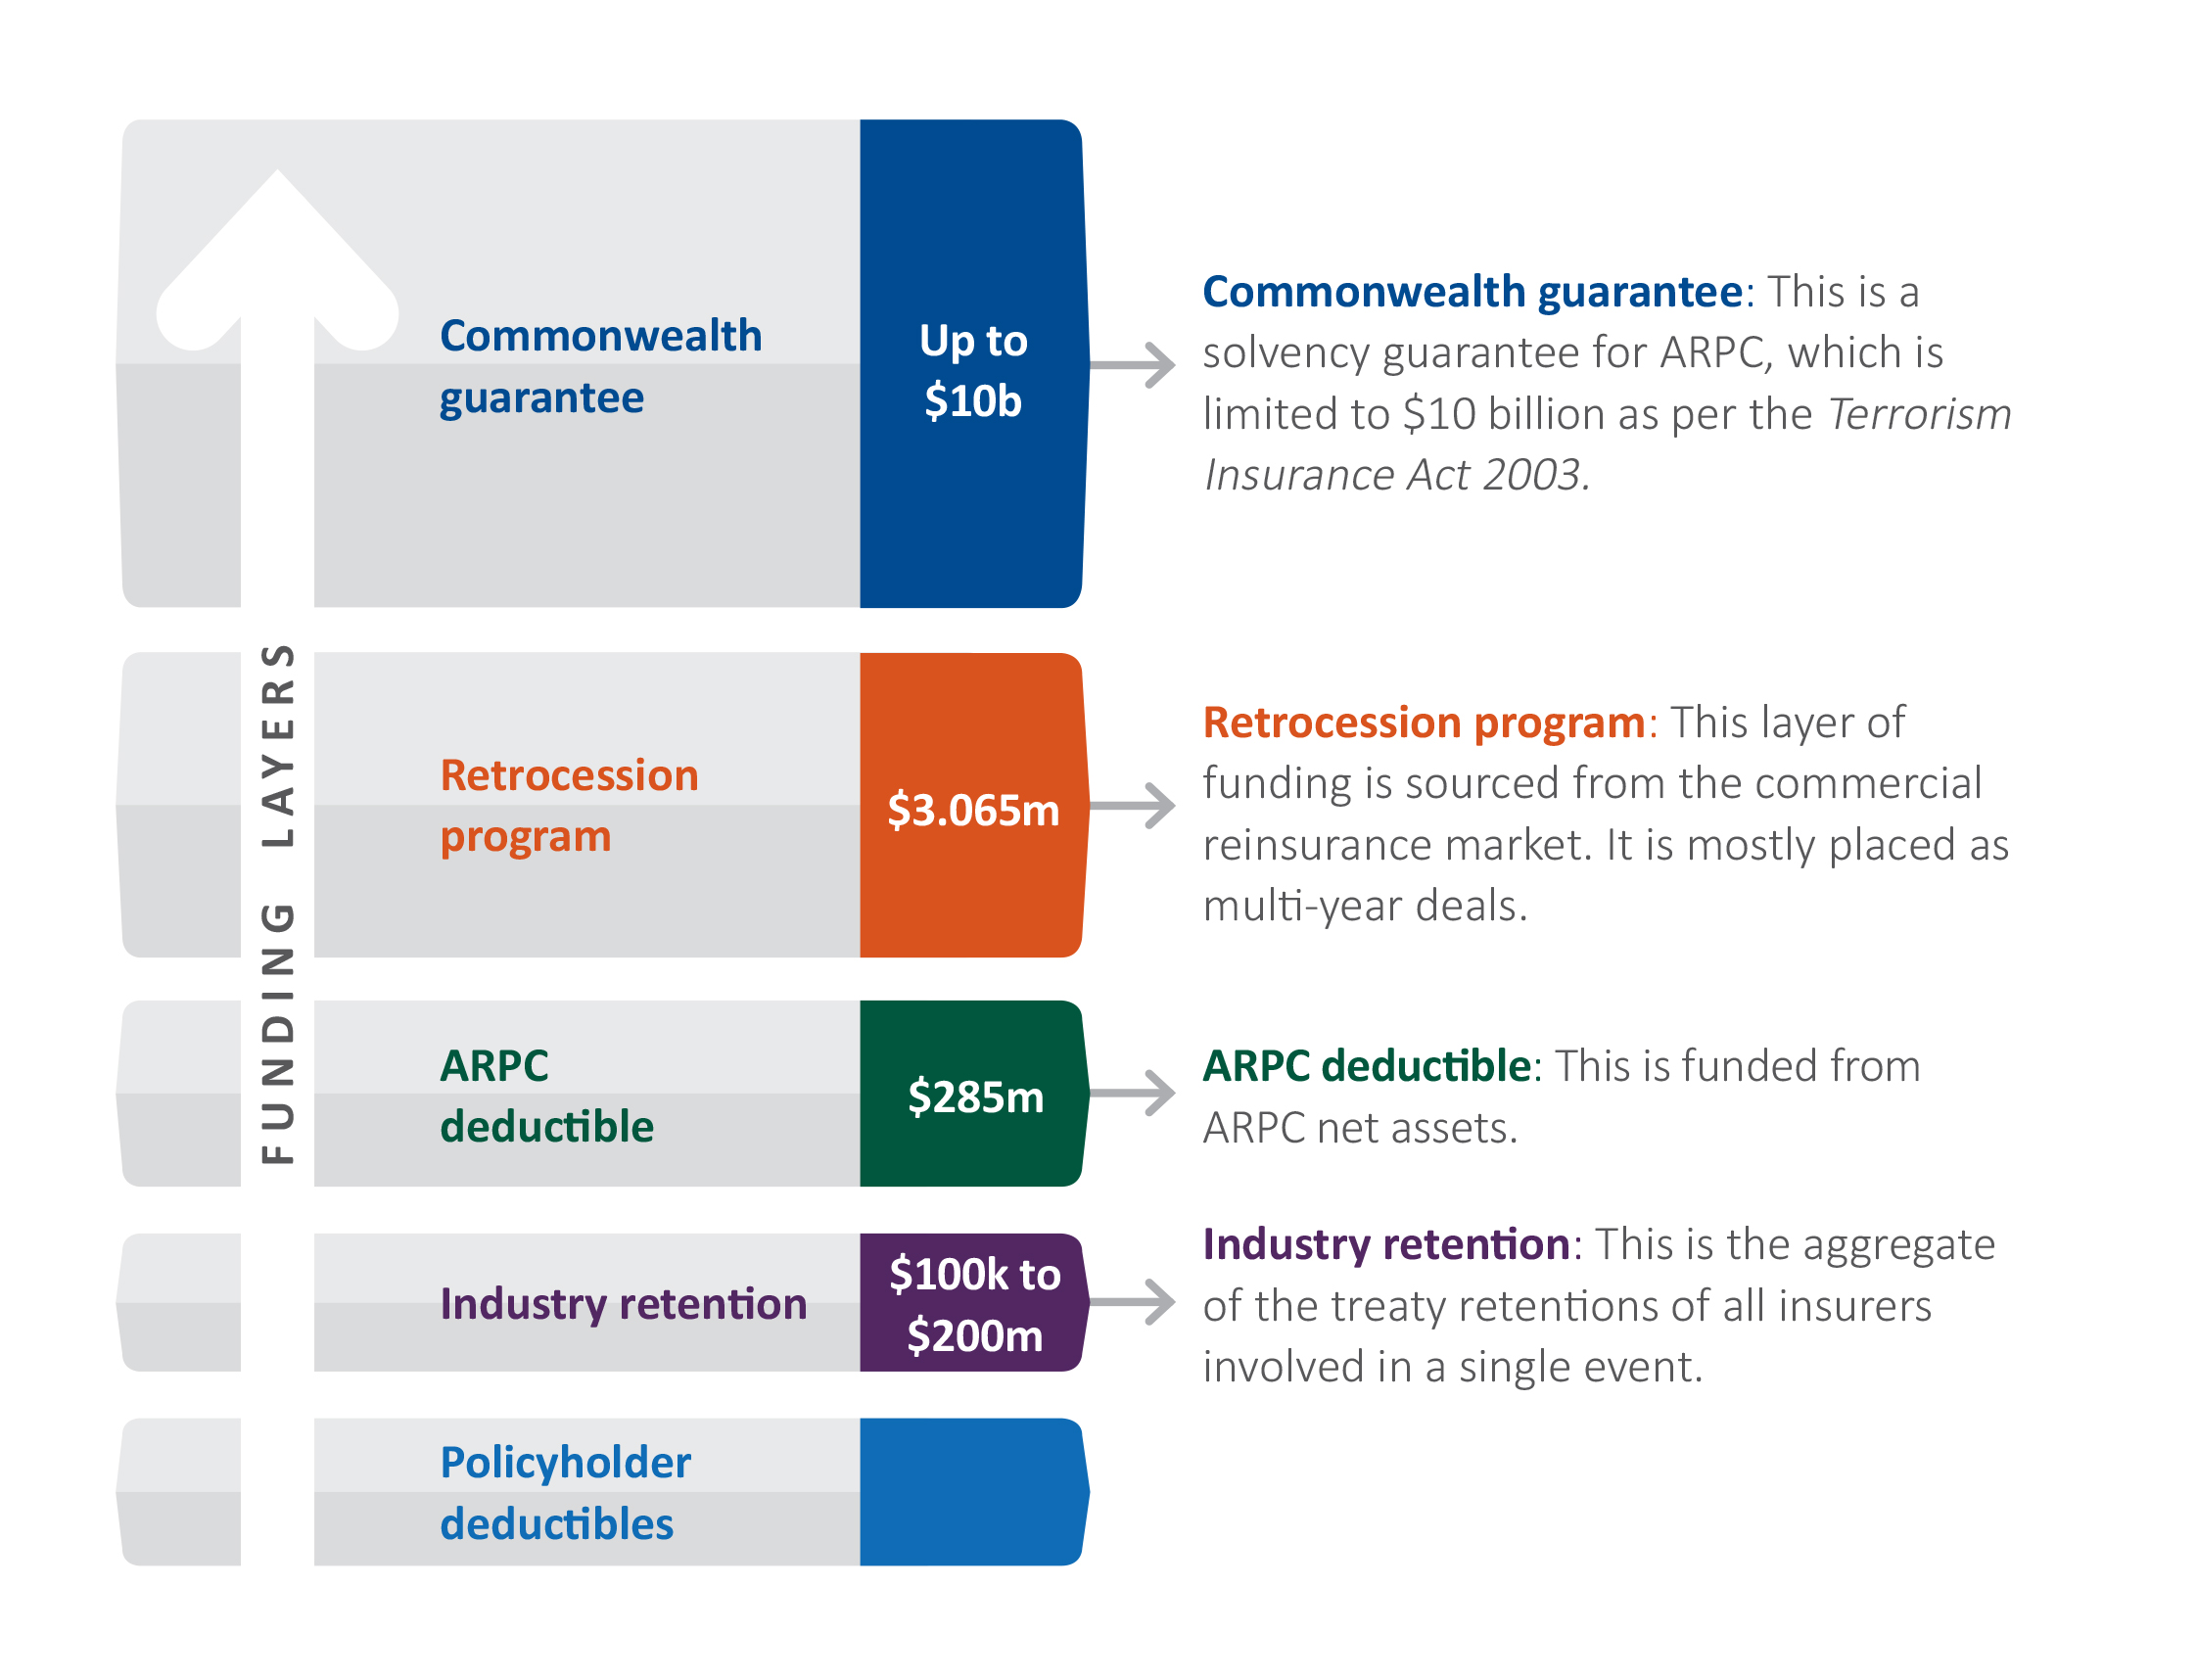 FUNDING LAYERS
Commonwealth
guarantee
Up to
$10b
Commonwealth guarantee: This is a
solvency guarantee for ARPC, which is
limited to $10 billion as per the Terrorism
Insurance Act 2003.
Retrocession
program
$3.065m
Retrocession program: This layer of
funding is sourced from the commercial
reinsurance market. It is mostly placed as
multi-year deals.
ARPC
deductible
$285m
ARPC deductible: This is funded from
ARPC net assets.
Industry retention
$100k to
$200m
Industry retention: This is the aggregate
of the treaty retentions of all insurers
involved in a single event.
Policyholder
deductibles